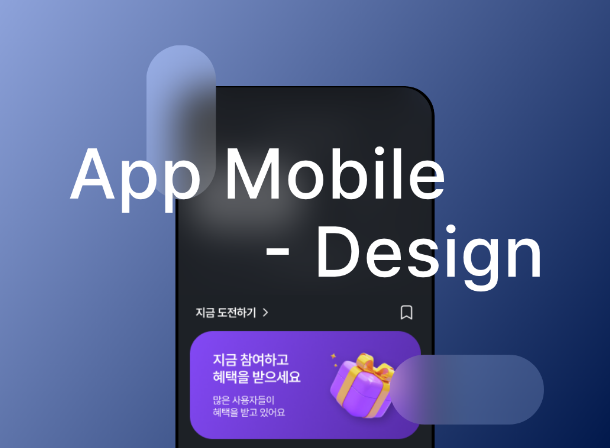 App Mobile
- Design
지금 도전하기 >
지금 참여하고
혜택을 받으세요
많은 사용자들이
혜택을 받고 있어요